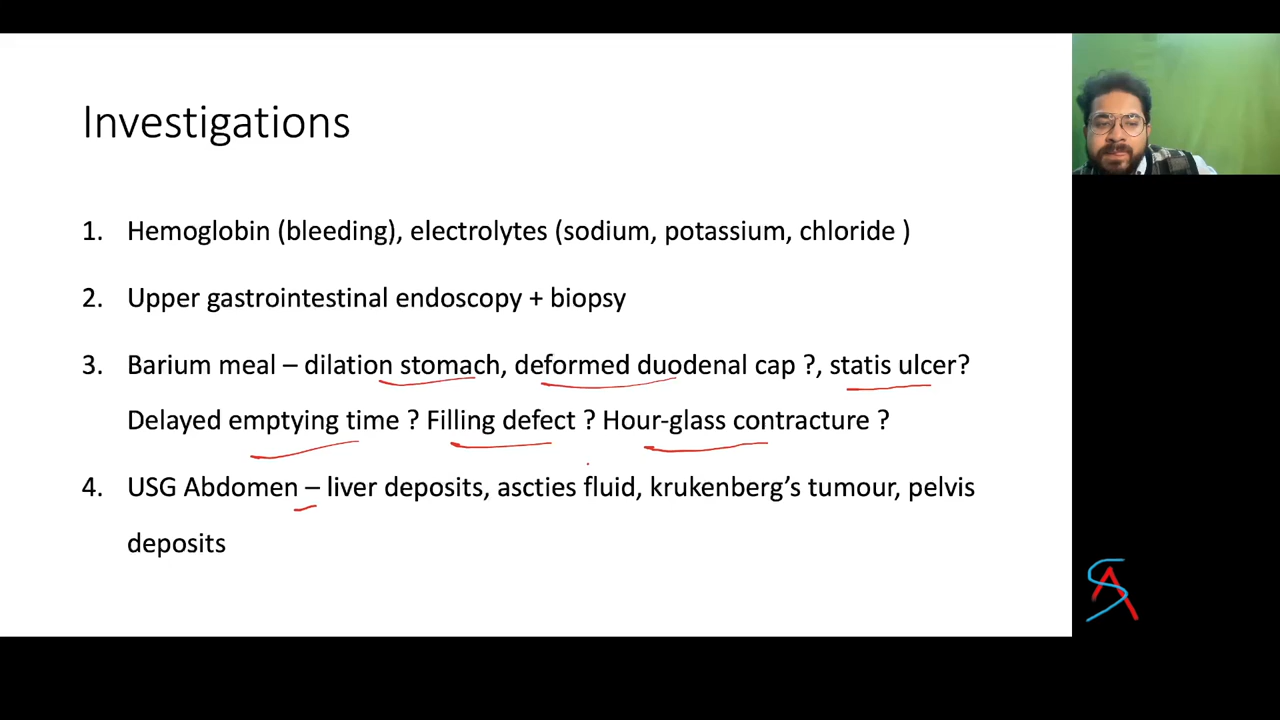 Investigations
1. Hemoglobin (bleeding), electrolytes (sodium, potassium, chloride )
2. Upper gastrointestinal endoscopy + biopsy
3. Barium meal – dilation stomach, deformed duodenal cap ?, statis ulcer?
Delayed emptying time ? Filling defect ? Hour-glass contracture ?
4. USG Abdomen – liver deposits, ascties fluid, krukenberg’s tumour, pelvis
deposits
SA